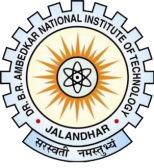 DR. B. R. AMBEDKAR NATIONAL INSTITUTE OF TECHNOLOGY
· JALANDHAR ·
सरस्वती नमस्तुभ्यं